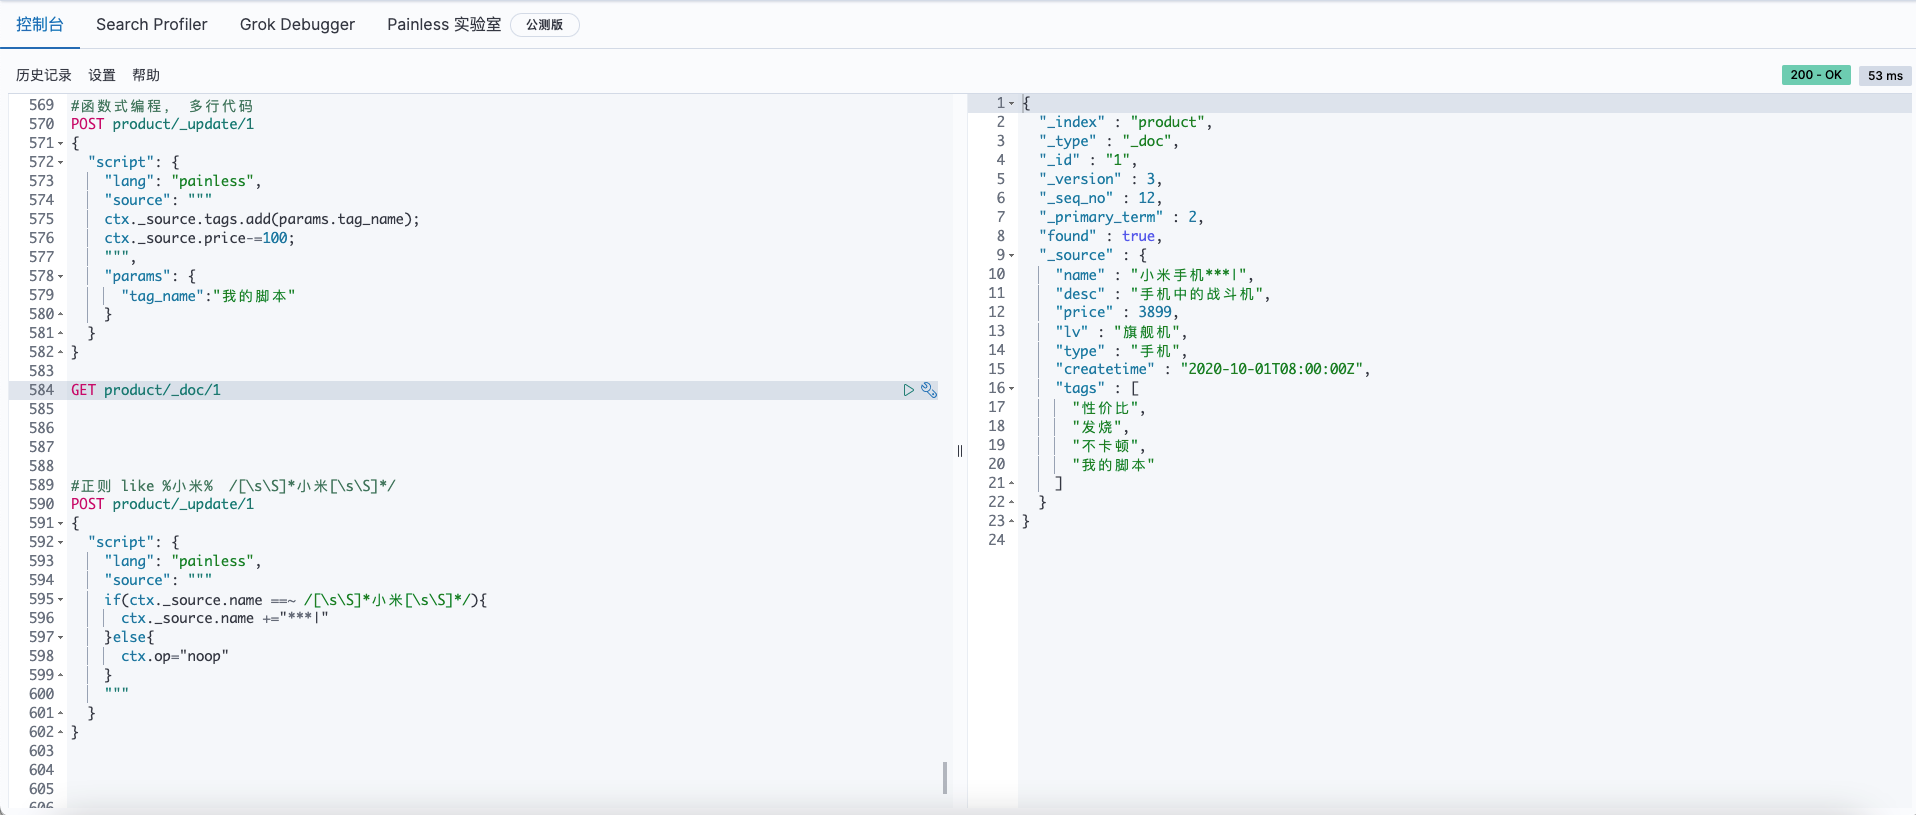 控制台 Search Profiler Grok Debugger Painless 实验室 公测版
历史记录 设置 帮助 200 - OK 53 ms
569 #函数式编程， 多行代码
570 POST product/_update/1
571 {
572 "script": {
573 "lang": "painless",
574 "source": """
575 ctx._source.tags.add(params.tag_name);
576 ctx._source.price-=100;
577 """,
578 "params": {
579 "tag_name":"我的脚本"
580 }
581 }
582 }
583
584 GET product/_doc/1
585
586
587
588
589 #正则 like %小米% /[\s\S]*小米[\s\S]*/
590 POST product/_update/1
591 {
592 "script": {
593 "lang": "painless",
594 "source": """
595 if(ctx._source.name ==~ /[\s\S]*小米[\s\S]*/){
596 ctx._source.name +="***|"
597 }else{
598 ctx.op="noop"
599 }
600 """
601 }
602 }
603
604
605
606
1 {
2 "_index" : "product",
3 "_type" : "_doc",
4 "_id" : "1",
5 "_version" : 3,
6 "_seq_no" : 12,
7 "_primary_term" : 2,
8 "found" : true,
9 "_source" : {
10 "name" : "小米手机***|",
11 "desc" : "手机中的战斗机",
12 "price" : 3899,
13 "lv" : "旗舰机",
14 "type" : "手机",
15 "createtime" : "2020-10-01T08:00:00Z",
16 "tags" : [
17 "性价比",
18 "发烧",
19 "不卡顿",
20 "我的脚本"
21 ]
22 }
23 }
24